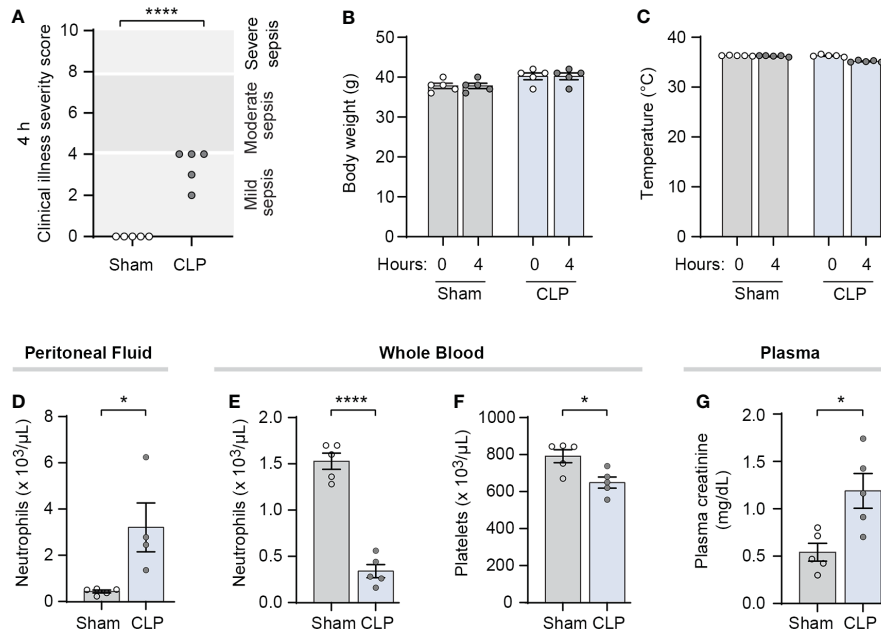 A
****
4 h
Clinical illness severity score
10
8
6
4
2
0
Severe sepsis
Moderate sepsis
Mild sepsis
Sham CLP
B
Body weight (g)
50
40
30
20
10
0
Hours: 0 4 0 4
Sham CLP
C
Temperature (°C)
40
30
20
10
0
Hours: 0 4 0 4
Sham CLP
Peritoneal Fluid
Whole Blood
Plasma
D
*
Neutrophils (x 10³/µL)
8
6
4
2
0
Sham CLP
E
****
Neutrophils (x 10³/µL)
2.0
1.5
1.0
0.5
0.0
Sham CLP
F
*
Platelets (x 10³/µL)
1000
800
600
400
200
0
Sham CLP
G
*
Plasma creatinine
(mg/dL)
2.0
1.5
1.0
0.5
0.0
Sham CLP